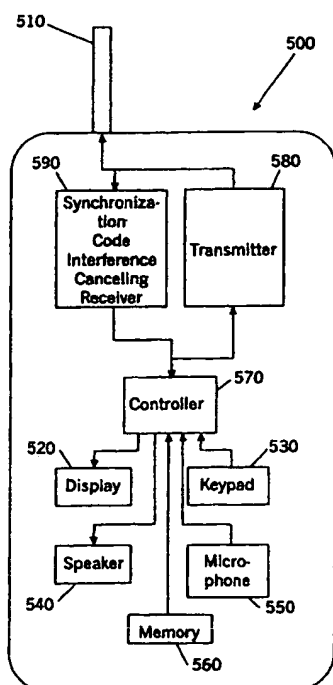 510
500
590
580
Synchroniza-
tion
Code
Interference
Canceling
Receiver
Transmitter
570
Controller
520
530
Display
Keypad
Speaker
Micro-
phone
540
550
Memory
560